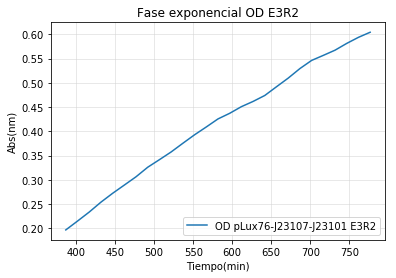 Fase exponencial OD E3R2
Abs(nm)
0.60
0.55
0.50
0.45
0.40
0.35
0.30
0.25
0.20
OD pLux76-J23107-J23101 E3R2
400 450 500 550 600 650 700 750
Tiempo(min)